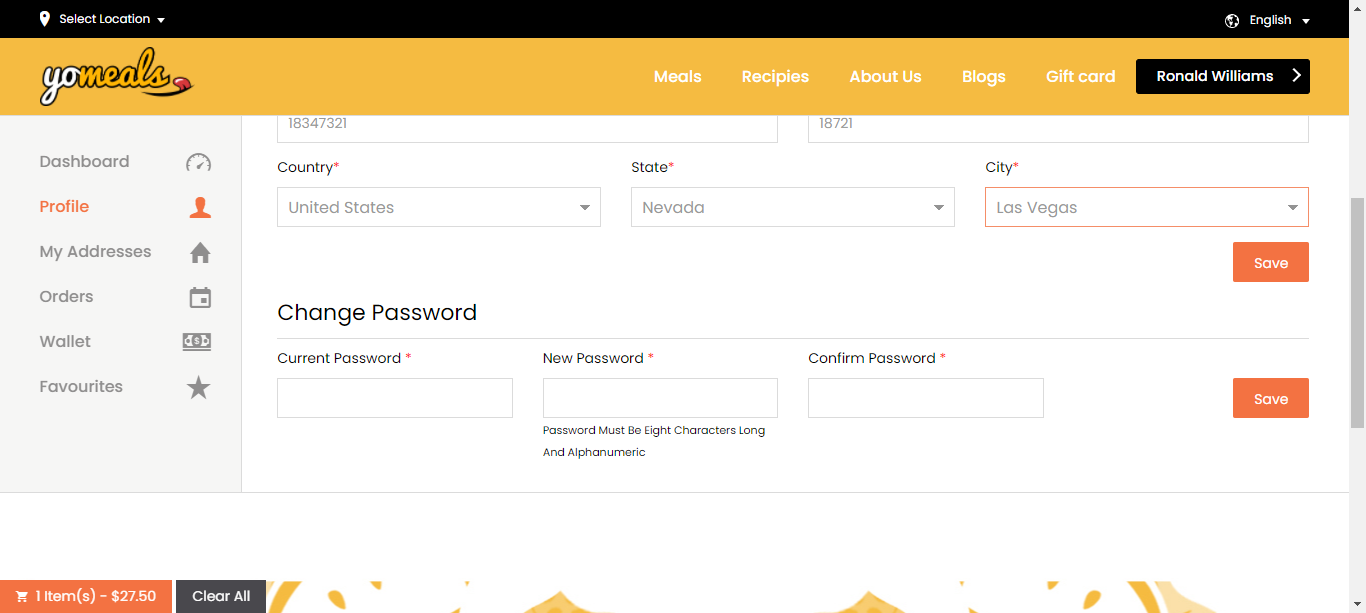 Select Location
English
yomeals
Meals Recipies About Us Blogs Gift card Ronald Williams
Dashboard
Profile
My Addresses
Orders
Wallet
Favourites
18347321 18721
Country* State* City*
United States Nevada Las Vegas
Save
Change Password
Current Password * New Password * Confirm Password *
Save
Password Must Be Eight Characters Long
And Alphanumeric
1 Item(s) - $27.50 Clear All